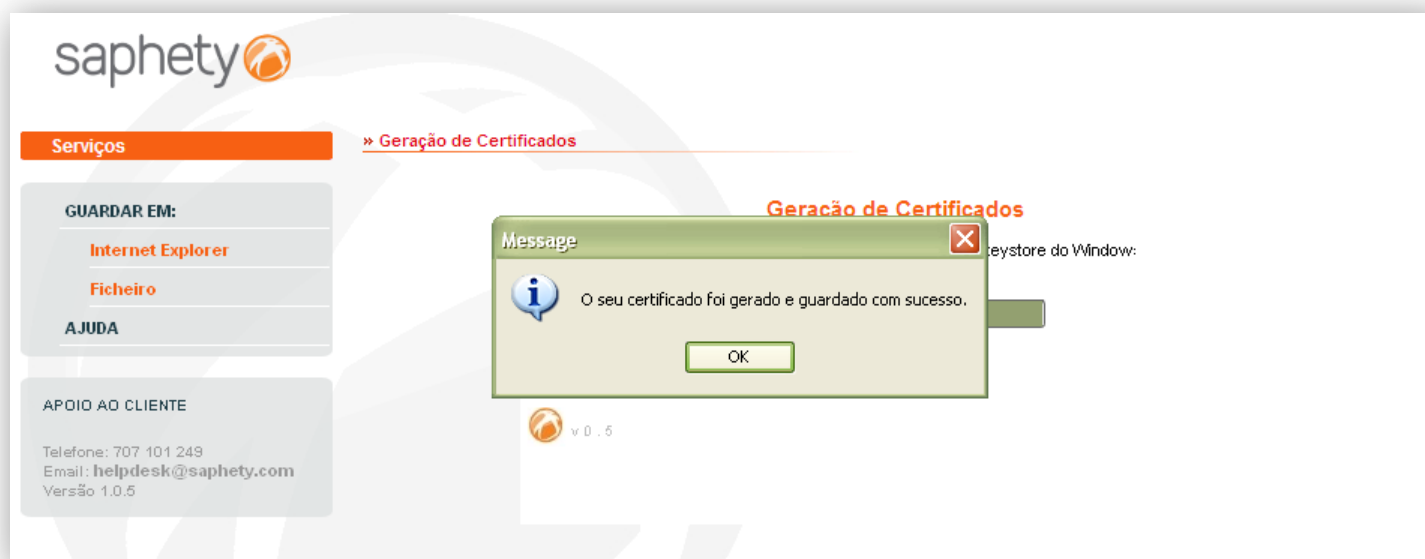 saphety
Serviços
GUARDAR EM:
Internet Explorer
Ficheiro
AJUDA
APOIO AO CLIENTE
Telefone: 707 101 249
Email: helpdesk@saphety.com
Versão 1.0.5
» Geração de Certificados
Geração de Certificados
do Window:
Message
O seu certificado foi gerado e guardado com sucesso.
OK
v 0 . 5